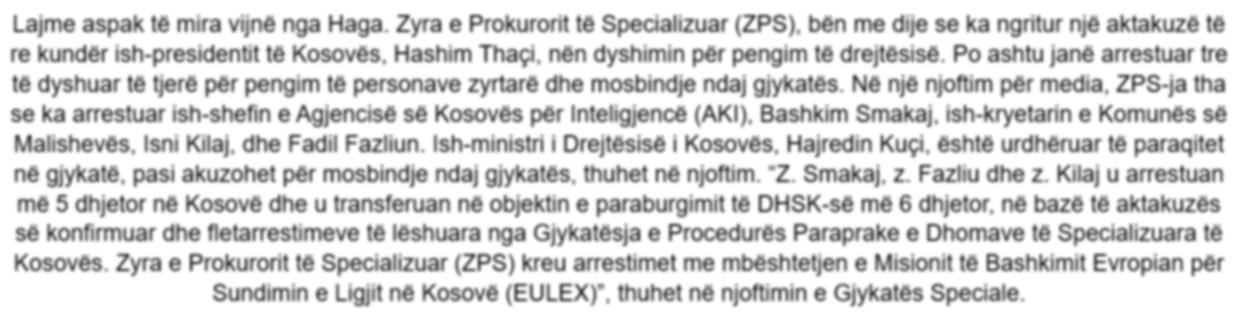 Lajme aspak të mira vijnë nga Haga. Zyra e Prokurorit të Specializuar (ZPS), bën me dije se ka ngritur një aktakuzë të
re kundër ish-presidentit të Kosovës, Hashim Thaçi, nën dyshimin për pengim të drejtësisë. Po ashtu janë arrestuar tre
të dyshuar të tjerë për pengim të personave zyrtarë dhe mosbindje ndaj gjykatës. Në një njoftim për media, ZPS-ja tha
se ka arrestuar ish-shefin e Agjencisë së Kosovës për Inteligjencë (AKI), Bashkim Smakaj, ish-kryetarin e Komunës së
Malishevës, Isni Kilaj, dhe Fadil Fazliun. Ish-ministri i Drejtësisë i Kosovës, Hajredin Kuçi, është urdhëruar të paraqitet
në gjykatë, pasi akuzohet për mosbindje ndaj gjykatës, thuhet në njoftim. “Z. Smakaj, z. Fazliu dhe z. Kilaj u arrestuan
më 5 dhjetor në Kosovë dhe u transferuan në objektin e paraburgimit të DHSK-së më 6 dhjetor, në bazë të aktakuzës
së konfirmuar dhe fletarrestimeve të lëshuara nga Gjykatësja e Procedurës Paraprake e Dhomave të Specializuara të
Kosovës. Zyra e Prokurorit të Specializuar (ZPS) kreu arrestimet me mbështetjen e Misionit të Bashkimit Evropian për
Sundimin e Ligjit në Kosovë (EULEX)”, thuhet në njoftimin e Gjykatës Speciale.